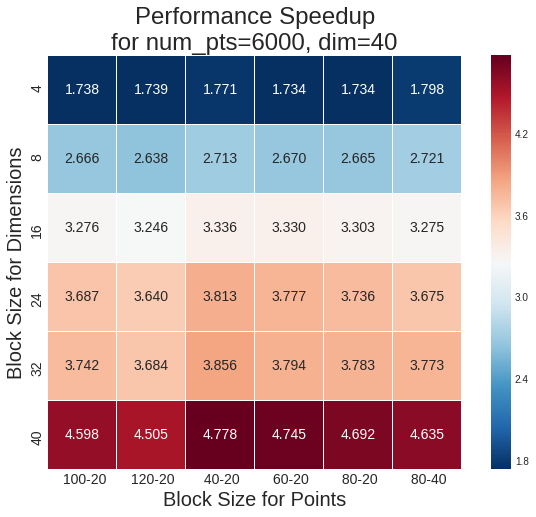 Performance Speedup
for num_pts=6000, dim=40
4 1.738 1.739 1.771 1.734 1.734 1.798
8 2.666 2.638 2.713 2.670 2.665 2.721
16 3.276 3.246 3.336 3.330 3.303 3.275
24 3.687 3.640 3.813 3.777 3.736 3.675
32 3.742 3.684 3.856 3.794 3.783 3.773
40 4.598 4.505 4.778 4.745 4.692 4.635
100-20 120-20 40-20 60-20 80-20 80-40
Block Size for Points
Block Size for Dimensions
4.2
3.6
3.0
2.4
1.8